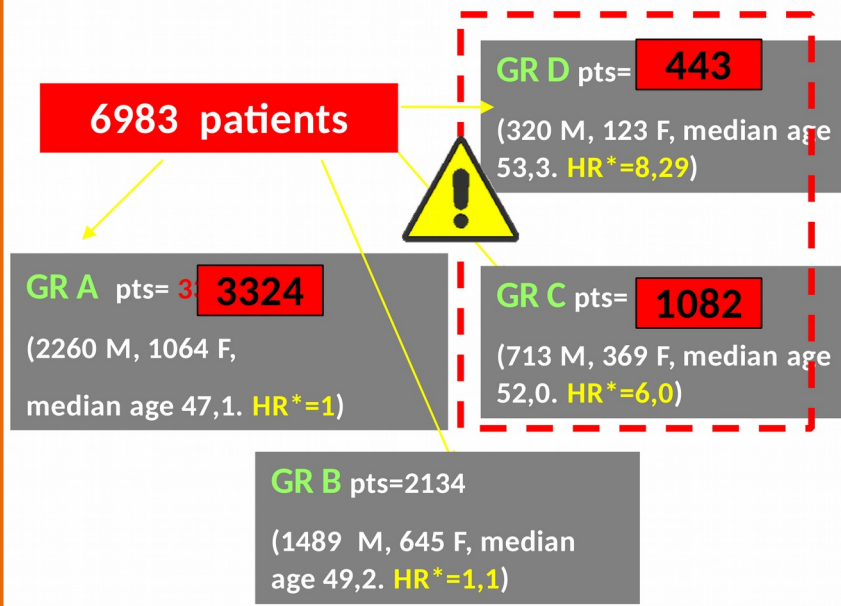 6983 patients
GR D pts= 443
(320 M, 123 F, median age
53,3. HR*=8,29)
GR A pts= 3324
(2260 M, 1064 F,
median age 47,1. HR*=1)
GR C pts= 1082
(713 M, 369 F, median age
52,0. HR*=6,0)
GR B pts=2134
(1489 M, 645 F, median
age 49,2. HR*=1,1)